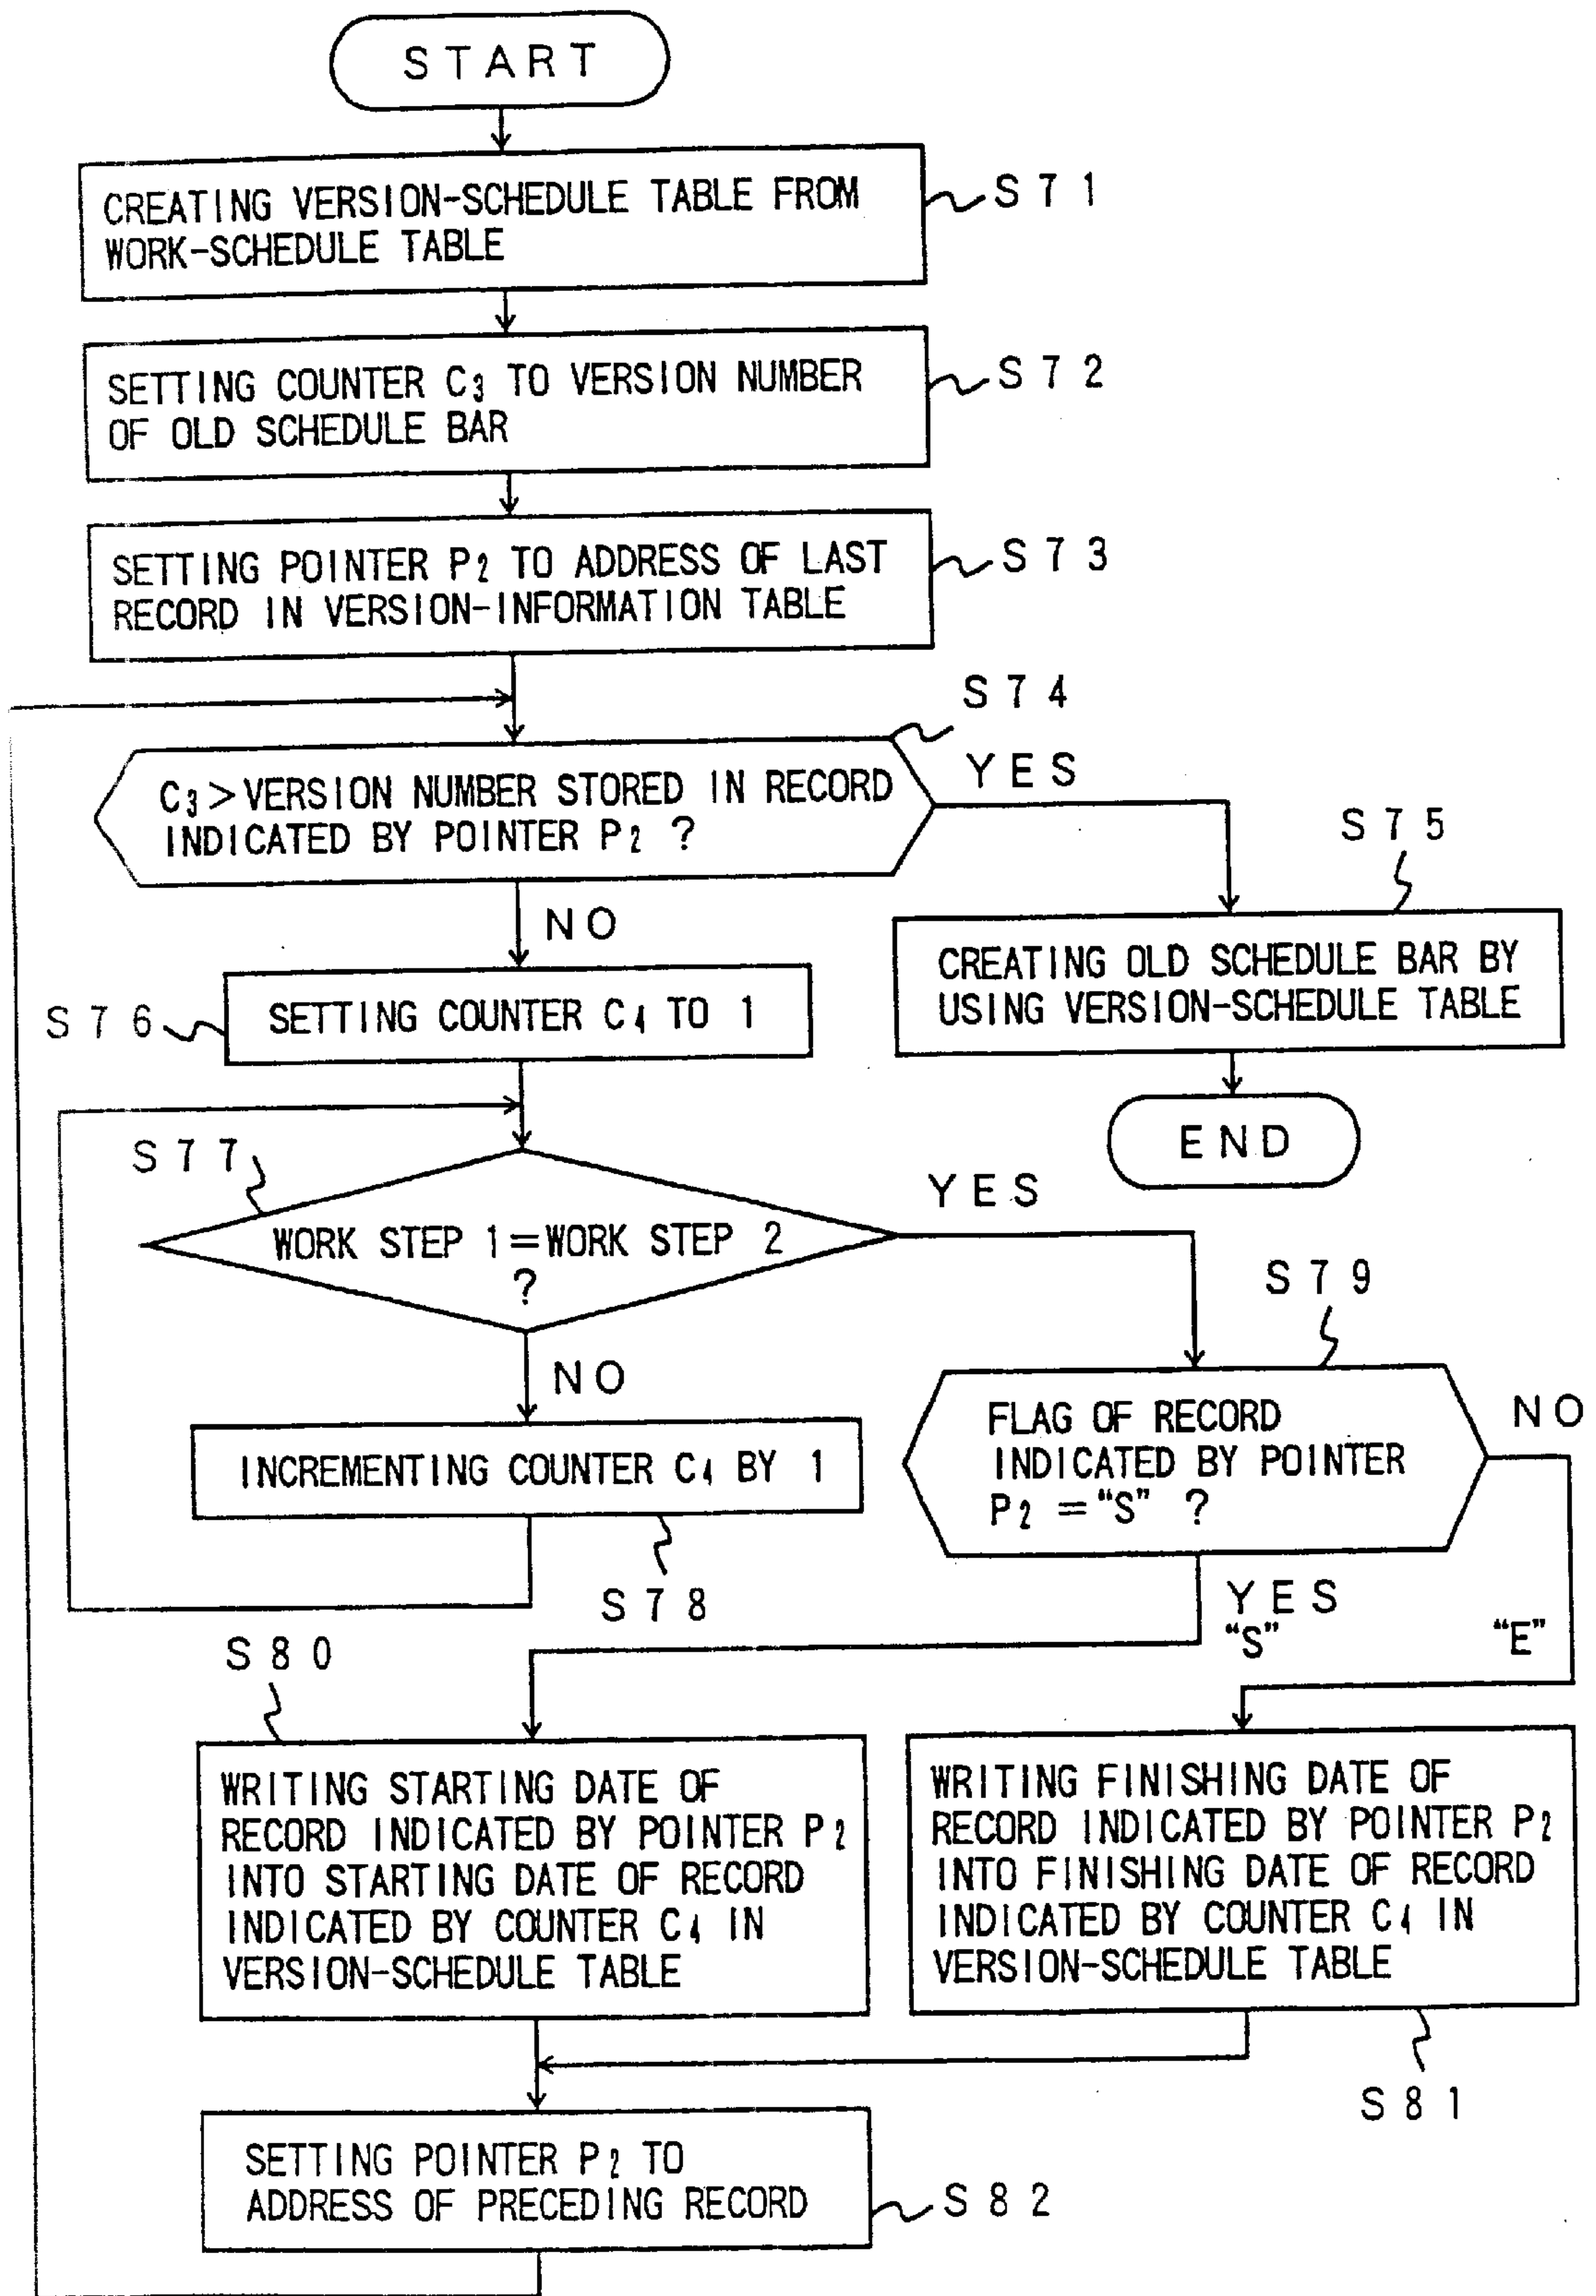 START
CREATING VERSION-SCHEDULE TABLE FROM
WORK-SCHEDULE TABLE
S71
SETTING COUNTER C3 TO VERSION NUMBER
OF OLD SCHEDULE BAR
S72
SETTING POINTER P2 TO ADDRESS OF LAST
RECORD IN VERSION-INFORMATION TABLE
S73
S74
C3>VERSION NUMBER STORED IN RECORD
INDICATED BY POINTER P2 ?
YES
NO
S75
CREATING OLD SCHEDULE BAR BY
USING VERSION-SCHEDULE TABLE
END
S76
SETTING COUNTER C4 TO 1
S77
WORK STEP 1=WORK STEP 2
?
YES
NO
INCREMENTING COUNTER C4 BY 1
S78
S79
FLAG OF RECORD
INDICATED BY POINTER
P2 ="S" ?
NO
YES
"S"
"E"
S80
WRITING STARTING DATE OF
RECORD INDICATED BY POINTER P2
INTO STARTING DATE OF RECORD
INDICATED BY COUNTER C4 IN
VERSION-SCHEDULE TABLE
WRITING FINISHING DATE OF
RECORD INDICATED BY POINTER P2
INTO FINISHING DATE OF RECORD
INDICATED BY COUNTER C4 IN
VERSION-SCHEDULE TABLE
S81
SETTING POINTER P2 TO
ADDRESS OF PRECEDING RECORD
S82